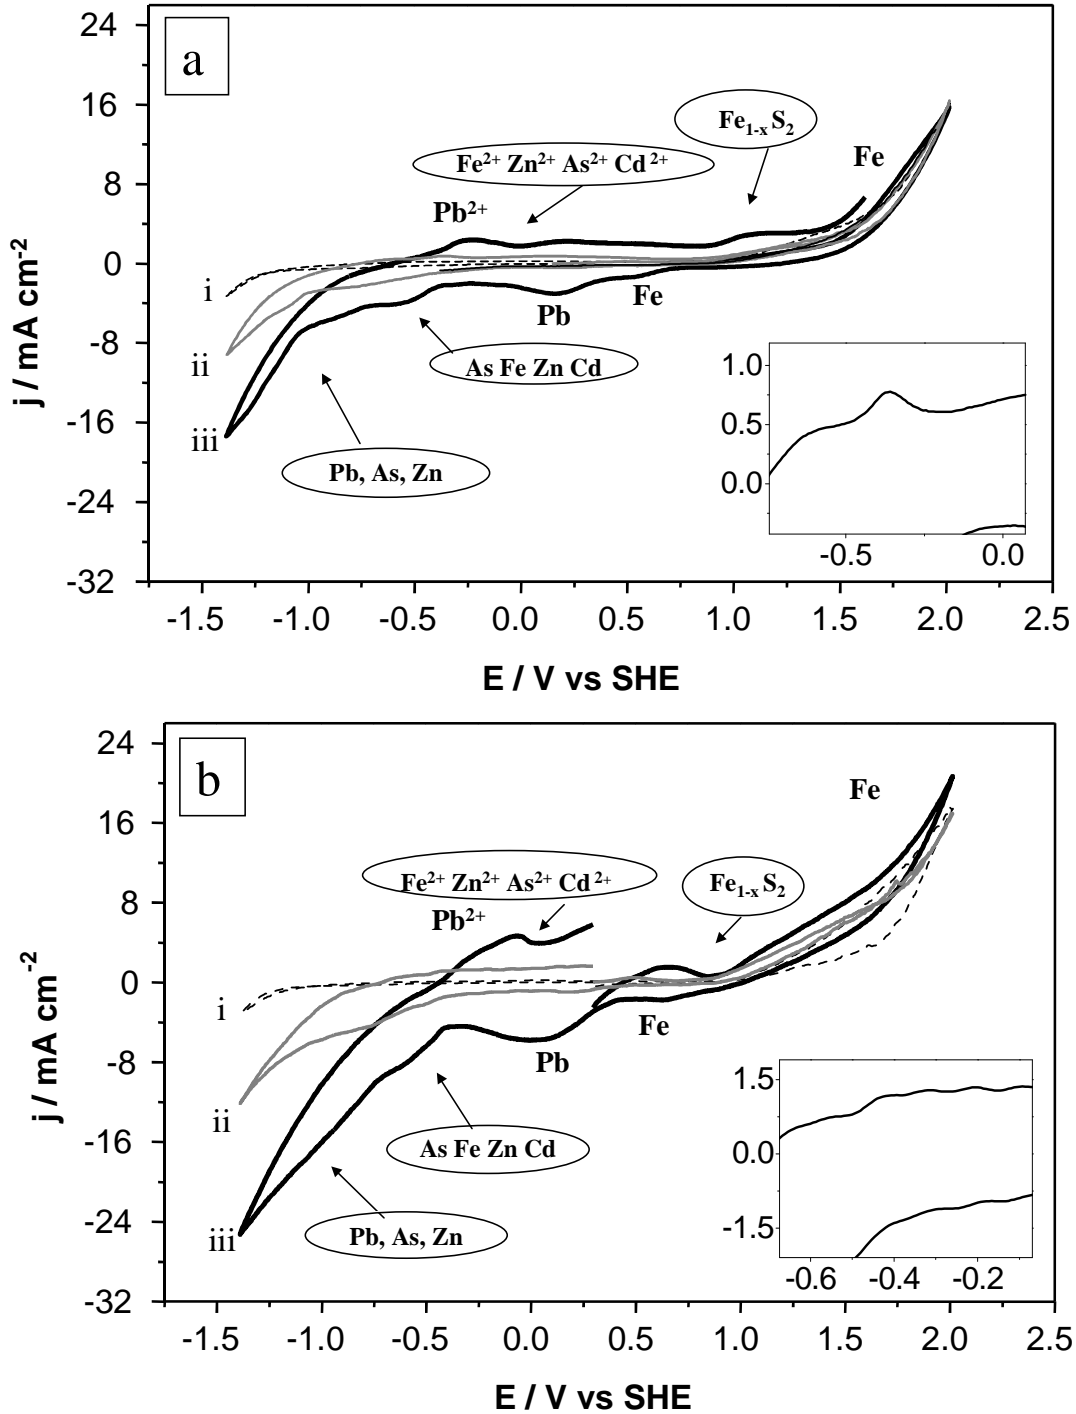 a
24
16
8
0
-8
-16
-24
-32
j / mA cm⁻²
Fe₁₋ₓ S₂
Fe
Fe²⁺ Zn²⁺ As²⁺ Cd ²⁺
Pb²⁺
i
ii
iii
Pb
Fe
As Fe Zn Cd
Pb, As, Zn
1.0
0.5
0.0
-0.5 0.0
-1.5 -1.0 -0.5 0.0 0.5 1.0 1.5 2.0 2.5
E / V vs SHE
b
24
16
8
0
-8
-16
-24
-32
j / mA cm⁻²
Fe
Fe²⁺ Zn²⁺ As²⁺ Cd ²⁺
Fe₁₋ₓ S₂
Pb²⁺
i
ii
iii
Fe
Pb
As Fe Zn Cd
Pb, As, Zn
1.5
0.0
-1.5
-0.6 -0.4 -0.2
-1.5 -1.0 -0.5 0.0 0.5 1.0 1.5 2.0 2.5
E / V vs SHE